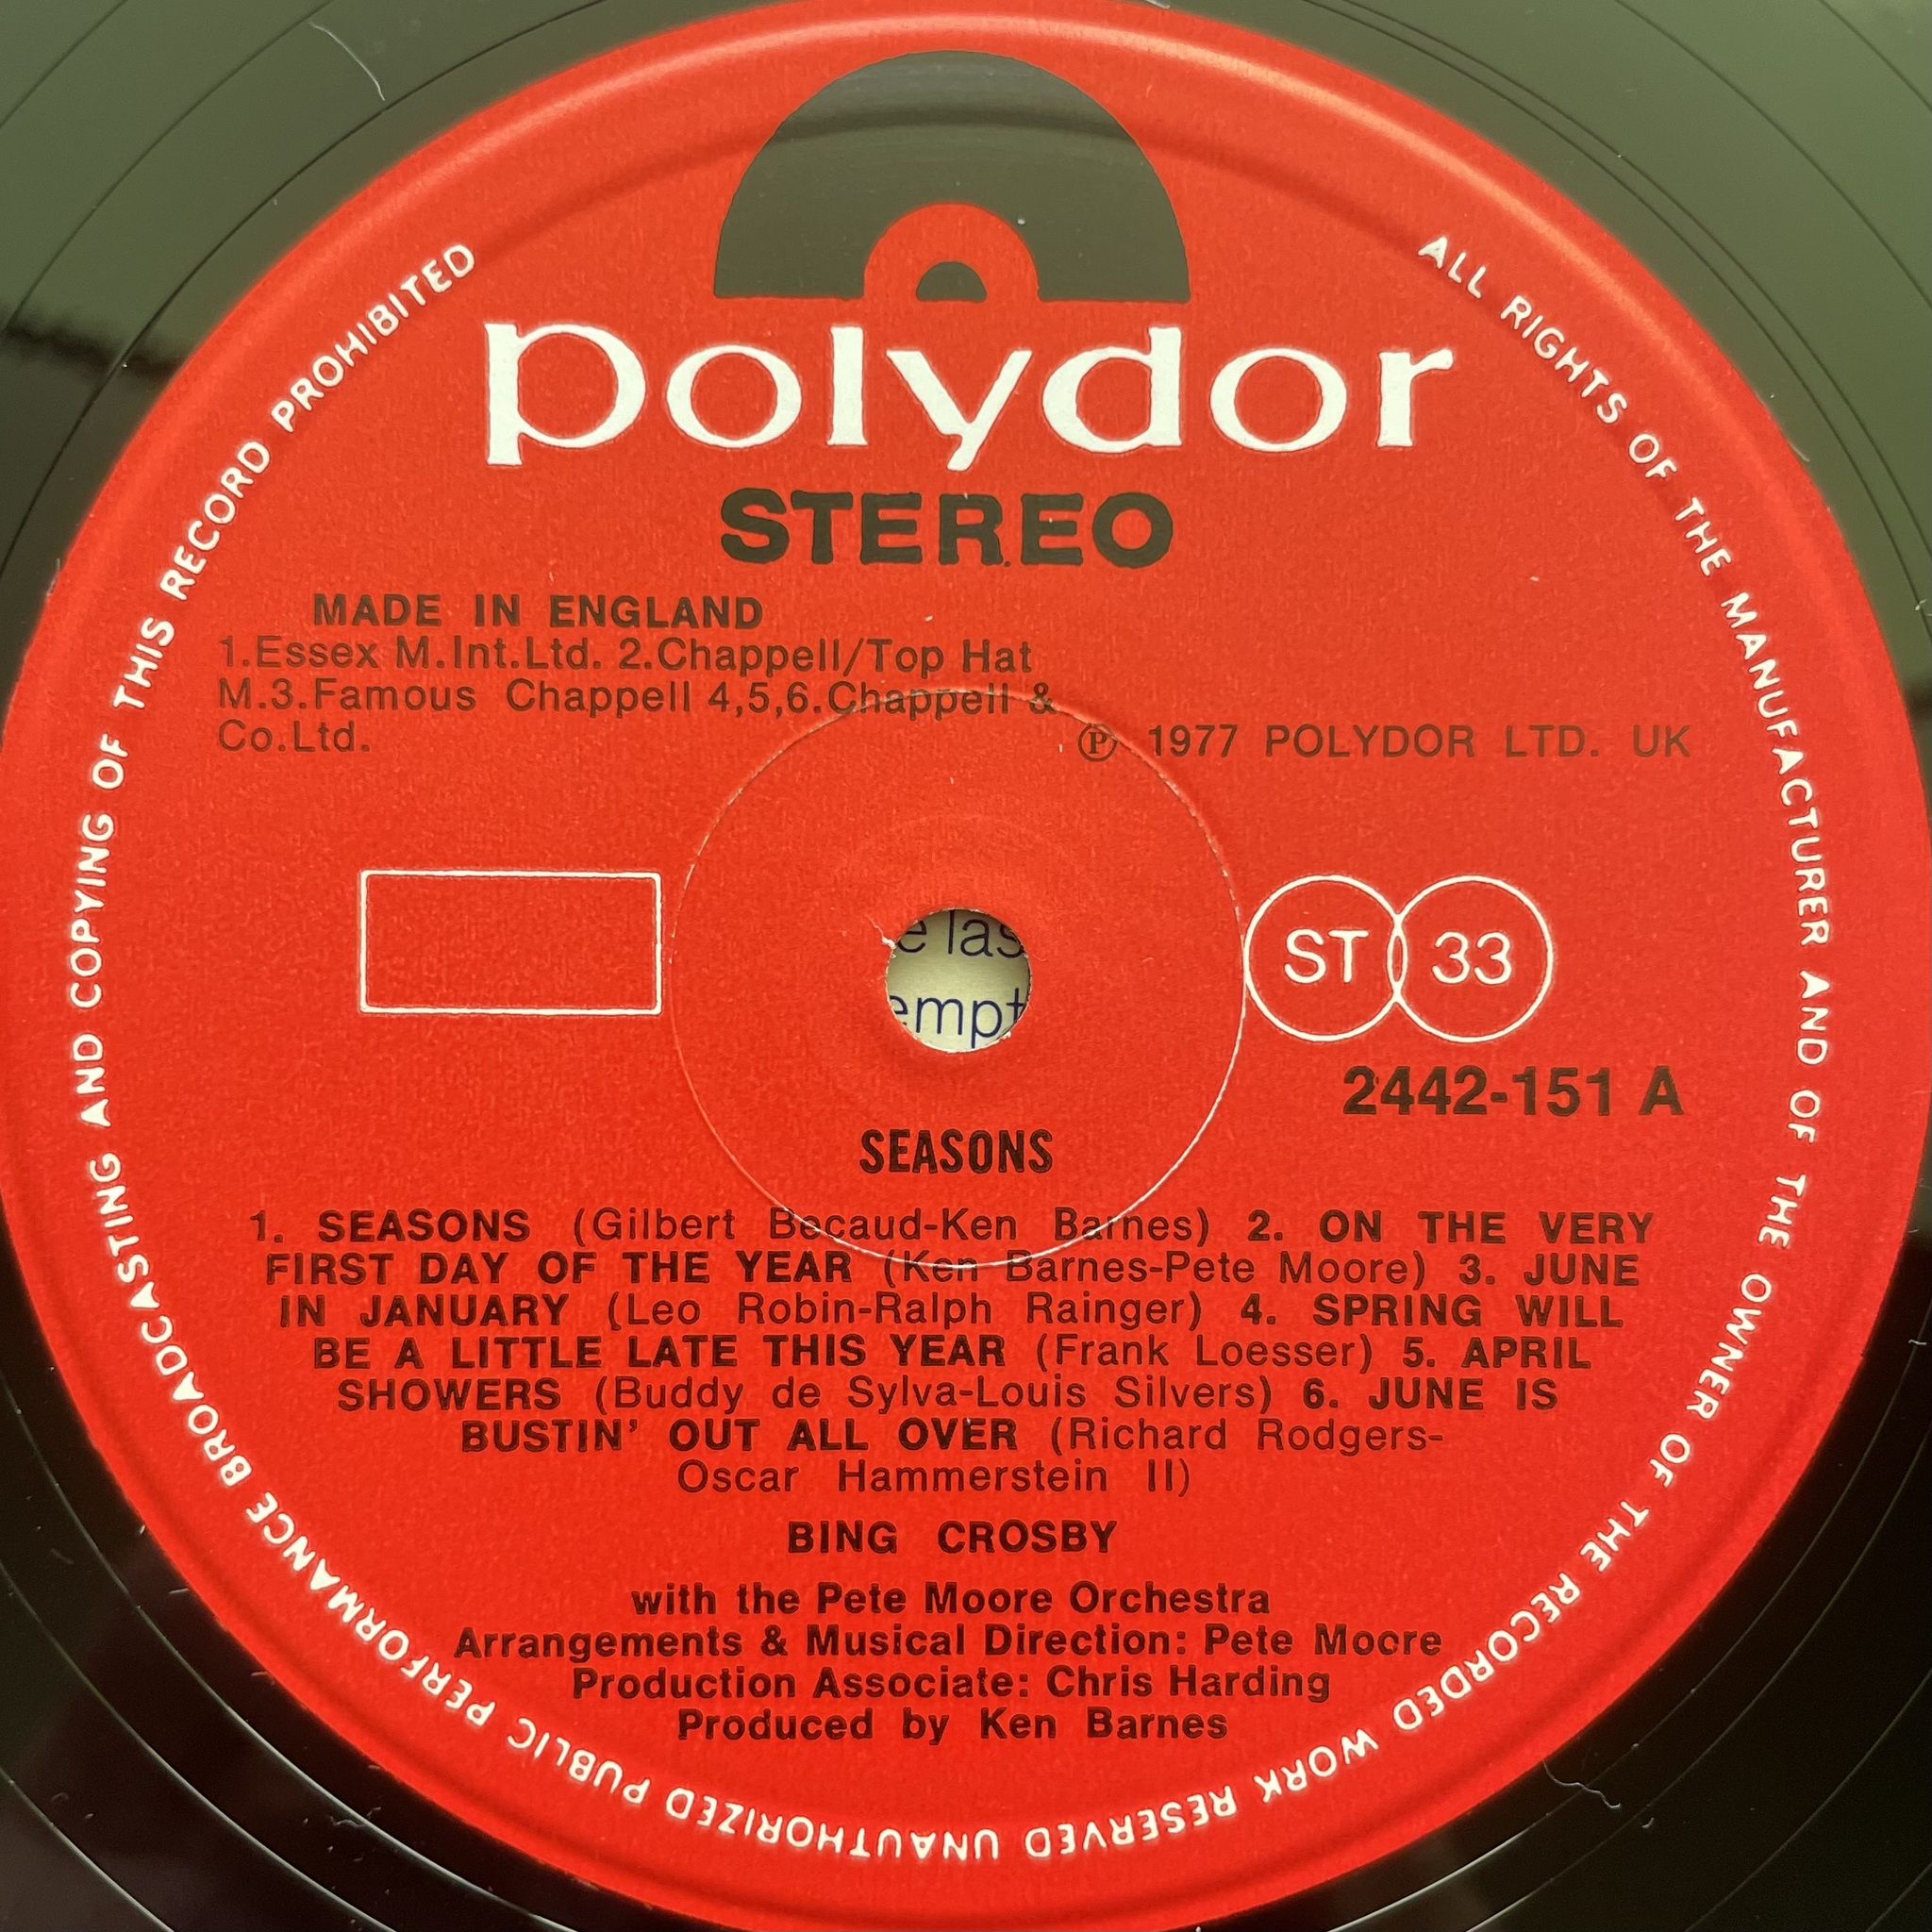 polydor
STEREO
MADE IN ENGLAND
1.Essex M.Int.Ltd. 2.Chappell/Top Hat
M.3.Famous Chappell 4,5,6.Chappell &
Co.Ltd.
℗ 1977 POLYDOR LTD. UK
ST 33
e las
empt
2442-151 A
SEASONS
1. SEASONS (Gilbert Becaud-Ken Barnes) 2. ON THE VERY
FIRST DAY OF THE YEAR (Ken Barnes-Pete Moore) 3. JUNE
IN JANUARY (Leo Robin-Ralph Rainger) 4. SPRING WILL
BE A LITTLE LATE THIS YEAR (Frank Loesser) 5. APRIL
SHOWERS (Buddy de Sylva-Louis Silvers) 6. JUNE IS
BUSTIN' OUT ALL OVER (Richard Rodgers-
Oscar Hammerstein II)
BING CROSBY
with the Pete Moore Orchestra
Arrangements & Musical Direction: Pete Moore
Production Associate: Chris Harding
Produced by Ken Barnes
ALL RIGHTS OF THE MANUFACTURER AND OF THE OWNER OF THE RECORDED WORK RESERVED UNAUTHORIZED PUBLIC PERFORMANCE BROADCASTING AND COPYING OF THIS RECORD PROHIBITED